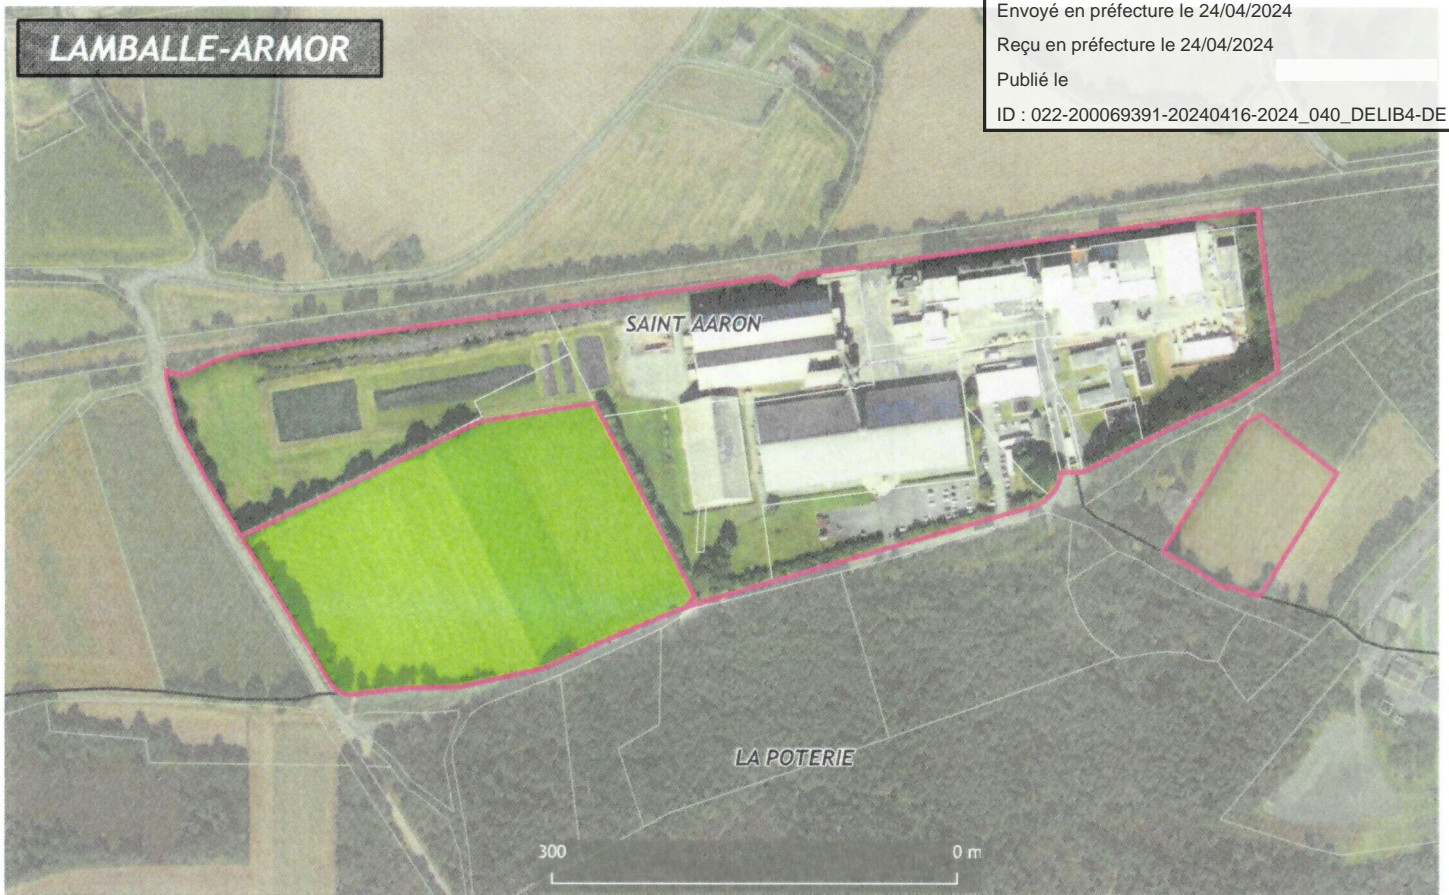 LAMBALLE-ARMOR
Envoyé en préfecture le 24/04/2024
Reçu en préfecture le 24/04/2024
Publié le
ID : 022-200069391-20240416-2024_040_DELIB4-DE
SAINT AARON
LA POTERIE
300 0 m